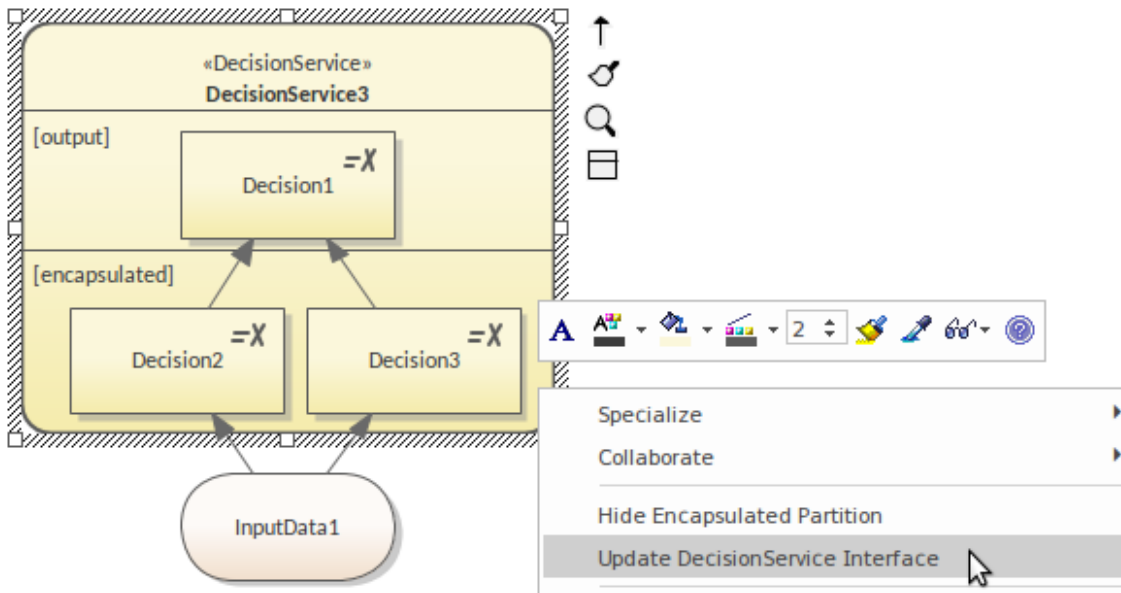 «DecisionService»
DecisionService3
[output]
=X
Decision1
[encapsulated]
=X
Decision2
=X
Decision3
InputData1
A
A
2
?
Specialize
Collaborate
Hide Encapsulated Partition
Update DecisionService Interface